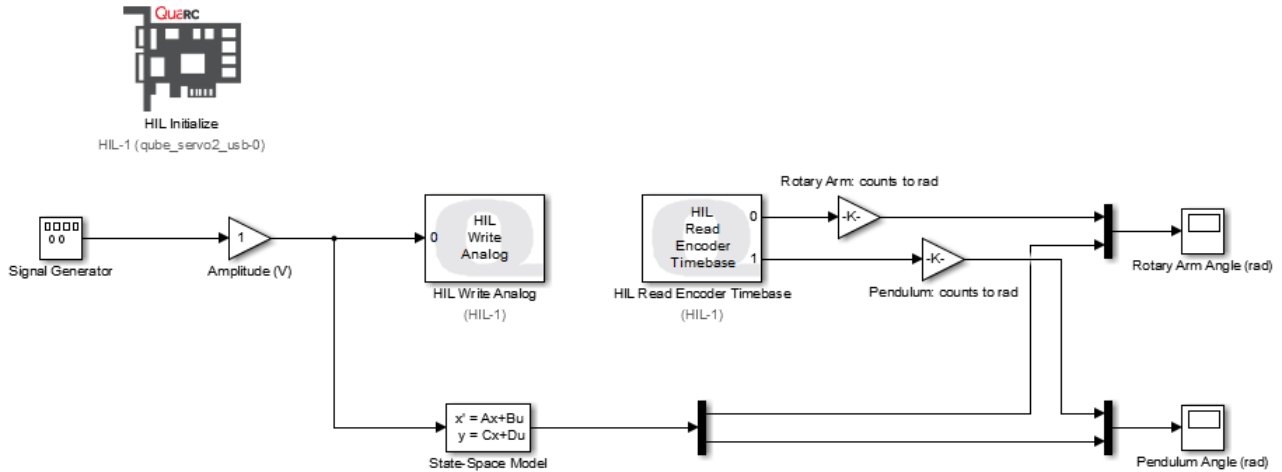 QUARC
HIL Initialize
HIL-1 (qube_servo2_usb-0)
Signal Generator
1
Amplitude (V)
0
HIL
Write
Analog
HIL Write Analog
(HIL-1)
HIL
Read
Encoder
Timebase
0
1
HIL Read Encoder Timebase
(HIL-1)
Rotary Arm: counts to rad
-K-
-K-
Pendulum: counts to rad
Rotary Arm Angle (rad)
x' = Ax+Bu
y = Cx+Du
State-Space Model
Pendulum Angle (rad)